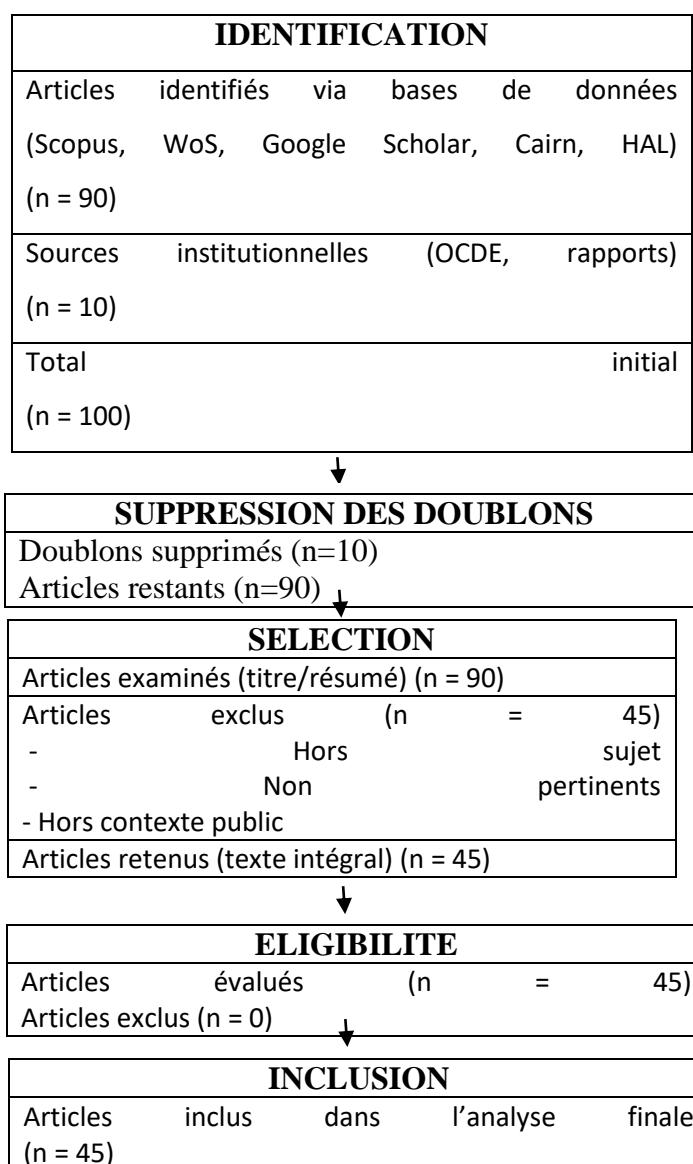 IDENTIFICATION
Articles identifiés via bases de données
(Scopus, WoS, Google Scholar, Cairn, HAL)
(n = 90)
Sources institutionnelles (OCDE, rapports)
(n = 10)
Total initial
(n = 100)
SUPPRESSION DES DOUBLONS
Doublons supprimés (n=10)
Articles restants (n=90)
SELECTION
Articles examinés (titre/résumé) (n = 90)
Articles exclus (n = 45)
- Hors sujet
- Non pertinents
- Hors contexte public
Articles retenus (texte intégral) (n = 45)
ELIGIBILITE
Articles évalués (n = 45)
Articles exclus (n = 0)
INCLUSION
Articles inclus dans l’analyse finale
(n = 45)